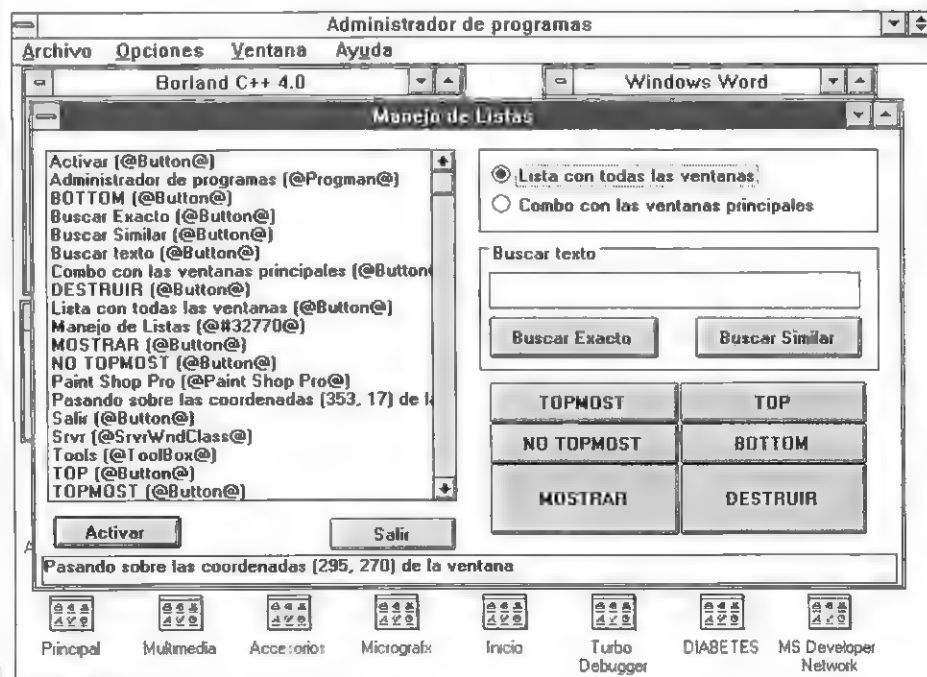 Administrador de programas
Archivo Opciones Ventana Ayuda
Borland C++ 4.0
Windows Word
Manejo de Listas
Activar (@Button@)
Administrador de programas (@Progman@)
BOTTOM (@Button@)
Buscar Exacto (@Button@)
Buscar Similar (@Button@)
Buscar texto (@Button@)
Combo con las ventanas principales (@Button
DESTRUIR (@Button@)
Lista con todas las ventanas (@Button@)
Manejo de Listas (@#32770@)
MOSTRAR (@Button@)
NO TOPMOST (@Button@)
Paint Shop Pro (@Paint Shop Pro@)
Pasando sobre las coordenadas (353, 17) de l
Salir (@Button@)
Srvr (@SrvrWndClass@)
Tools (@ToolBox@)
TOP (@Button@)
TOPMOST (@Button@)
Activar
Salir
Lista con todas las ventanas
Combo con las ventanas principales
Buscar texto
Buscar Exacto
Buscar Similar
TOPMOST
TOP
NO TOPMOST
BOTTOM
MOSTRAR
DESTRUIR
Pasando sobre las coordenadas (295, 270) de la ventana
Principal
Multimedia
Accesorios
Micrografx
Inicio
Turbo
Debugger
DIABETES
MS Developer
Network